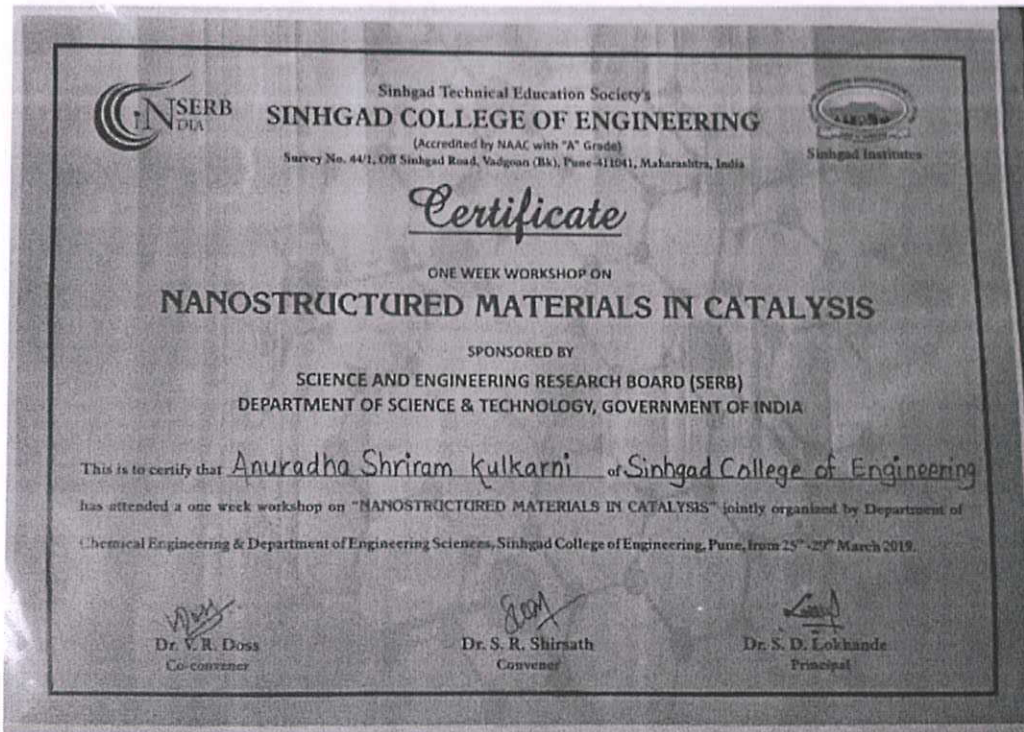 SERB
INDIA
Sinhgad Technical Education Society's
SINHGAD COLLEGE OF ENGINEERING
(Accredited by NAAC with "A" Grade)
Survey No. 44/1, Off Sinhgad Road, Vadgoan (Bk), Pune-411041, Maharashtra, India
Sinhgad Institutes
Certificate
ONE WEEK WORKSHOP ON
NANOSTRUCTURED MATERIALS IN CATALYSIS
SPONSORED BY
SCIENCE AND ENGINEERING RESEARCH BOARD (SERB)
DEPARTMENT OF SCIENCE & TECHNOLOGY, GOVERNMENT OF INDIA
This is to certify that Anuradha Shriram Kulkarni of Sinhgad College of Engineering
has attended a one week workshop on "NANOSTRUCTURED MATERIALS IN CATALYSIS" jointly organized by Department of
Chemical Engineering & Department of Engineering Sciences, Sinhgad College of Engineering, Pune, from 25th-29th March 2019.
Dr. V. R. Doss
Co-convener
Dr. S. R. Shirsath
Convener
Dr. S. D. Lokhande
Principal